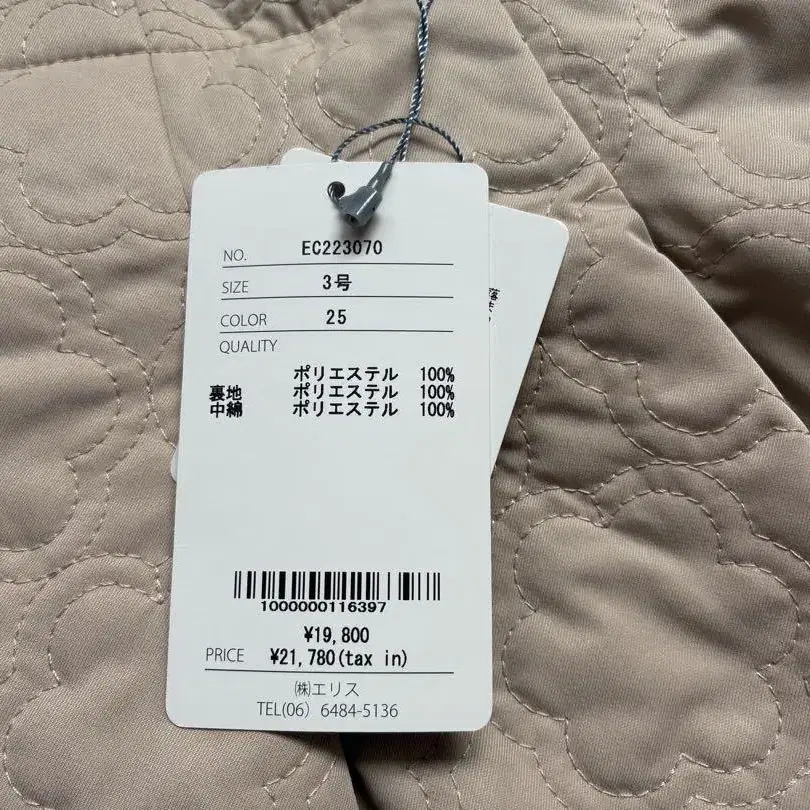 NO. EC223070
SIZE 3号
COLOR 25
QUALITY
ポリエステル 100%
裏地 ポリエステル 100%
中綿 ポリエステル 100%
1000000116397
¥19,800
PRICE ¥21,780(tax in)
㈱エリス
TEL(06) 6484-5136